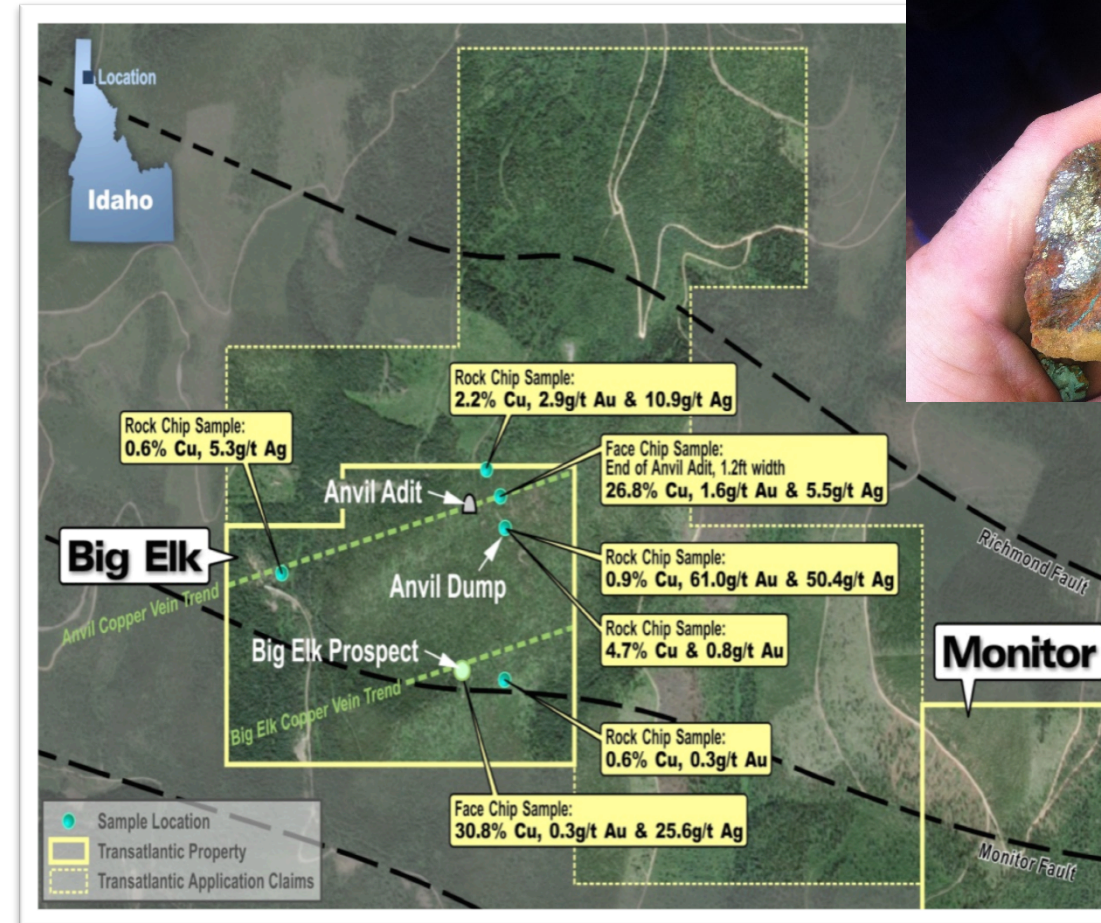 Location
Idaho
Rock Chip Sample:
2.2% Cu, 2.9g/t Au & 10.9g/t Ag
Rock Chip Sample:
0.6% Cu, 5.3g/t Ag
Face Chip Sample:
End of Anvil Adit, 1.2ft width
26.8% Cu, 1.6g/t Au & 5.5g/t Ag
Anvil Adit
Big Elk
Anvil Dump
Rock Chip Sample:
0.9% Cu, 61.0g/t Au & 50.4g/t Ag
Richmond Fault
Anvil Copper Vein Trend
Rock Chip Sample:
4.7% Cu & 0.8g/t Au
Big Elk Prospect
Monitor
Big Elk Copper Vein Trend
Rock Chip Sample:
0.6% Cu, 0.3g/t Au
Face Chip Sample:
30.8% Cu, 0.3g/t Au & 25.6g/t Ag
Monitor Fault
Sample Location
Transatlantic Property
Transatlantic Application Claims